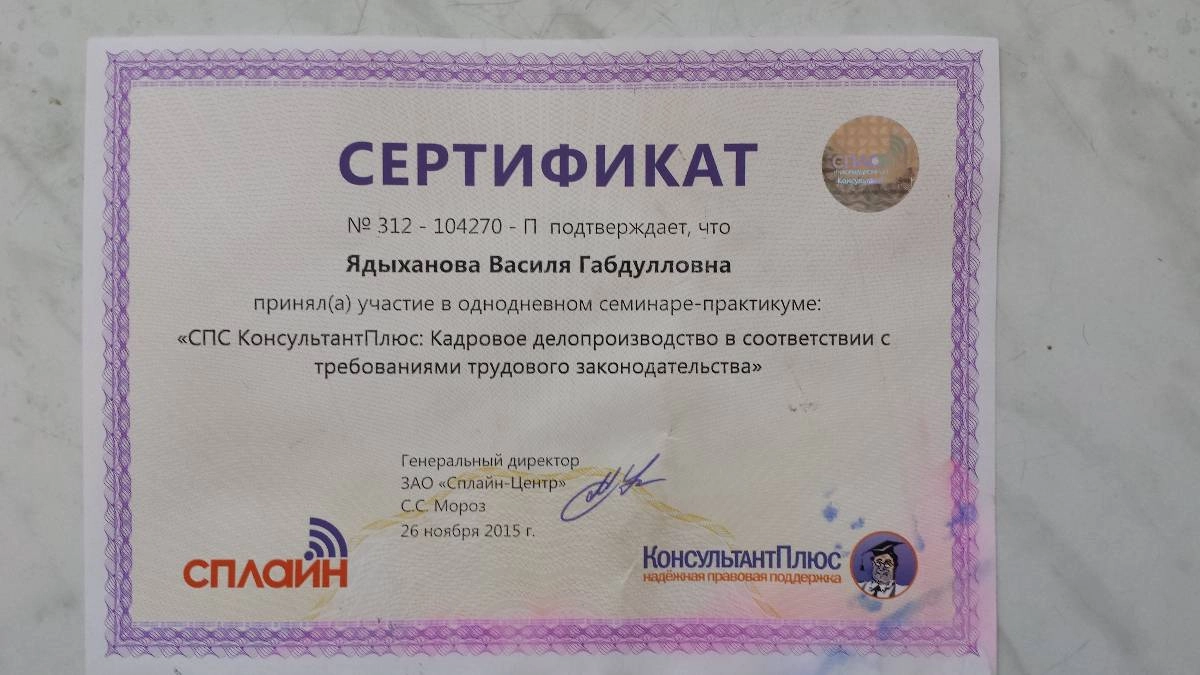 СЕРТИФИКАТ
№ 312 - 104270 - П подтверждает, что
Ядыханова Василя Габдулловна
принял(а) участие в однодневном семинаре-практикуме:
«СПС КонсультантПлюс: Кадровое делопроизводство в соответствии с
требованиями трудового законодательства»
Генеральный директор
ЗАО «Сплайн-Центр»
С.С. Мороз
26 ноября 2015 г.
сплайн
КонсультантПлюс
надёжная правовая поддержка